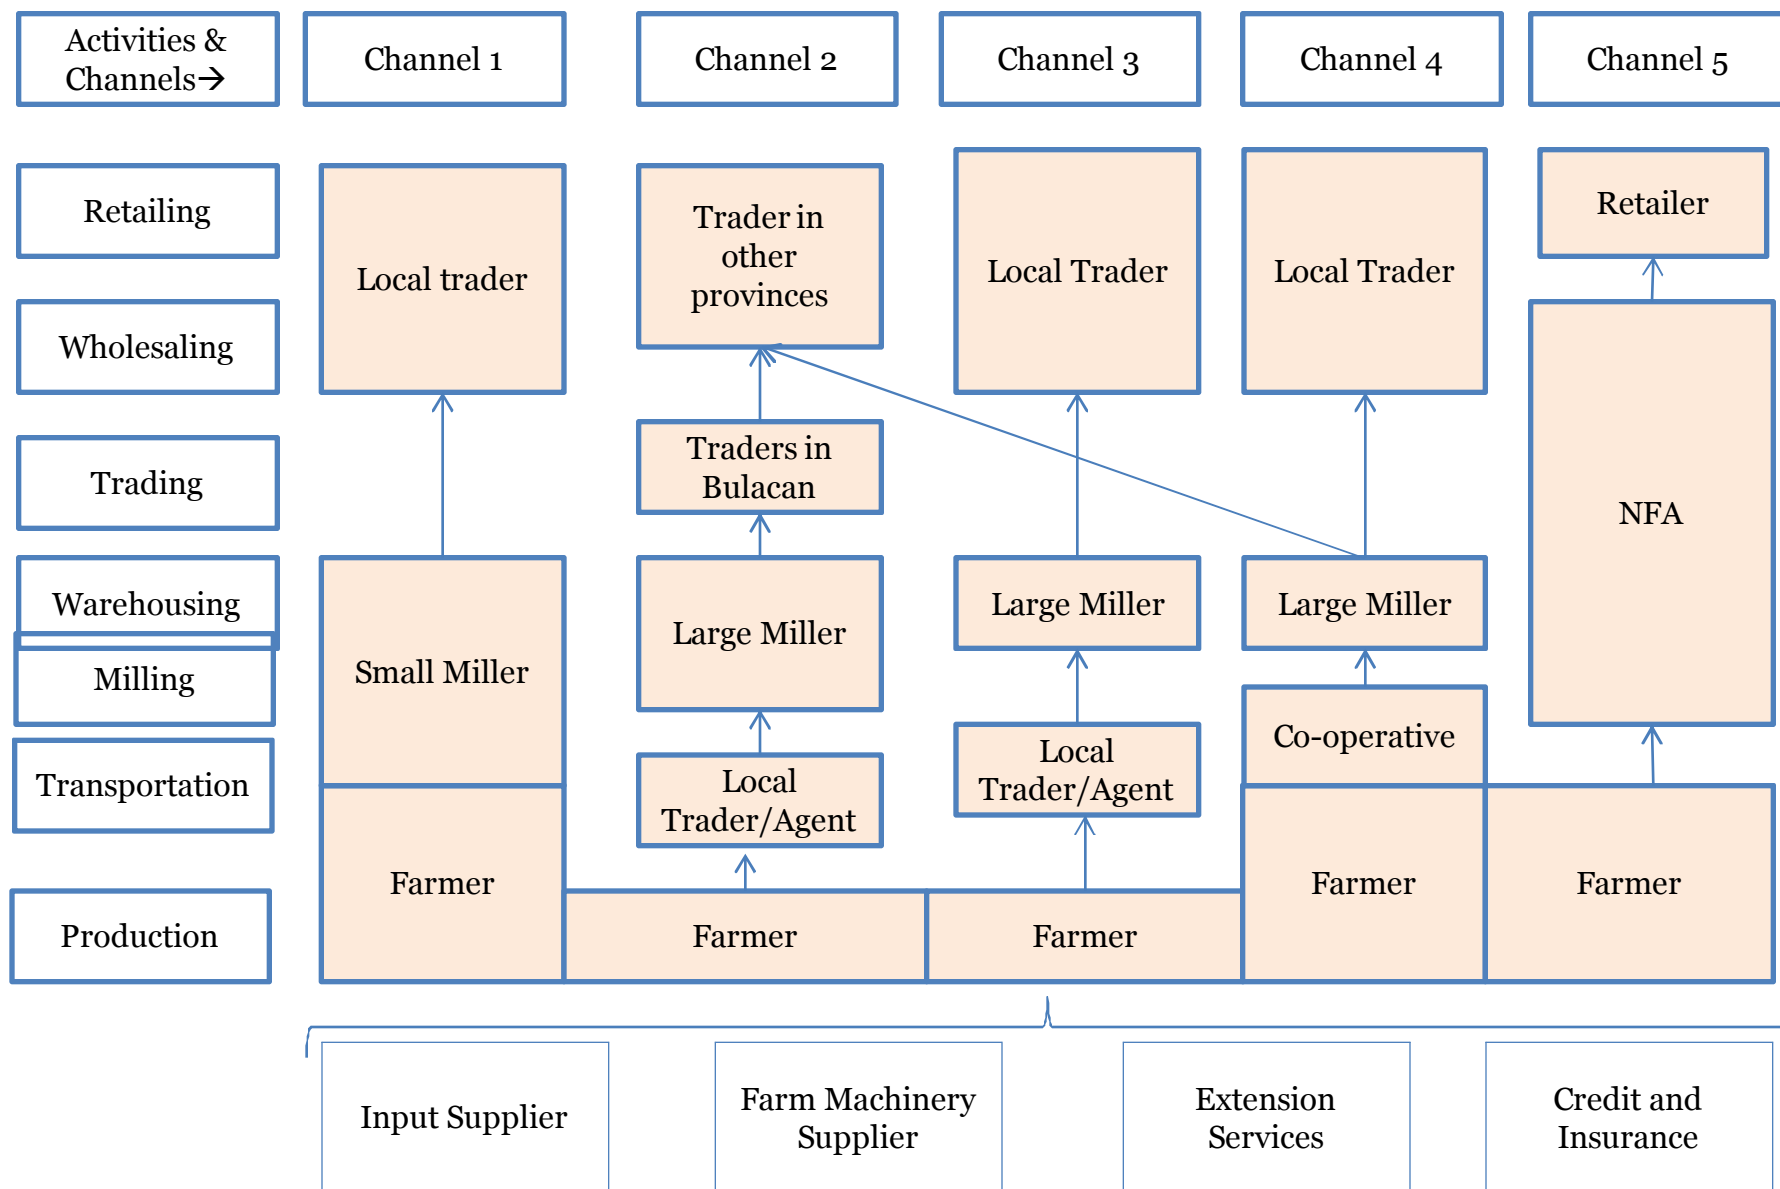 Activities &
Channels→
Channel 1
Channel 2
Channel 3
Channel 4
Channel 5
Retailing
Wholesaling
Trading
Warehousing
Milling
Transportation
Production
Local trader
Small Miller
Farmer
Trader in
other
provinces
Traders in
Bulacan
Large Miller
Local
Trader/Agent
Farmer
Local Trader
Large Miller
Local
Trader/Agent
Farmer
Local Trader
Large Miller
Co-operative
Farmer
Retailer
NFA
Farmer
Input Supplier
Farm Machinery
Supplier
Extension
Services
Credit and
Insurance